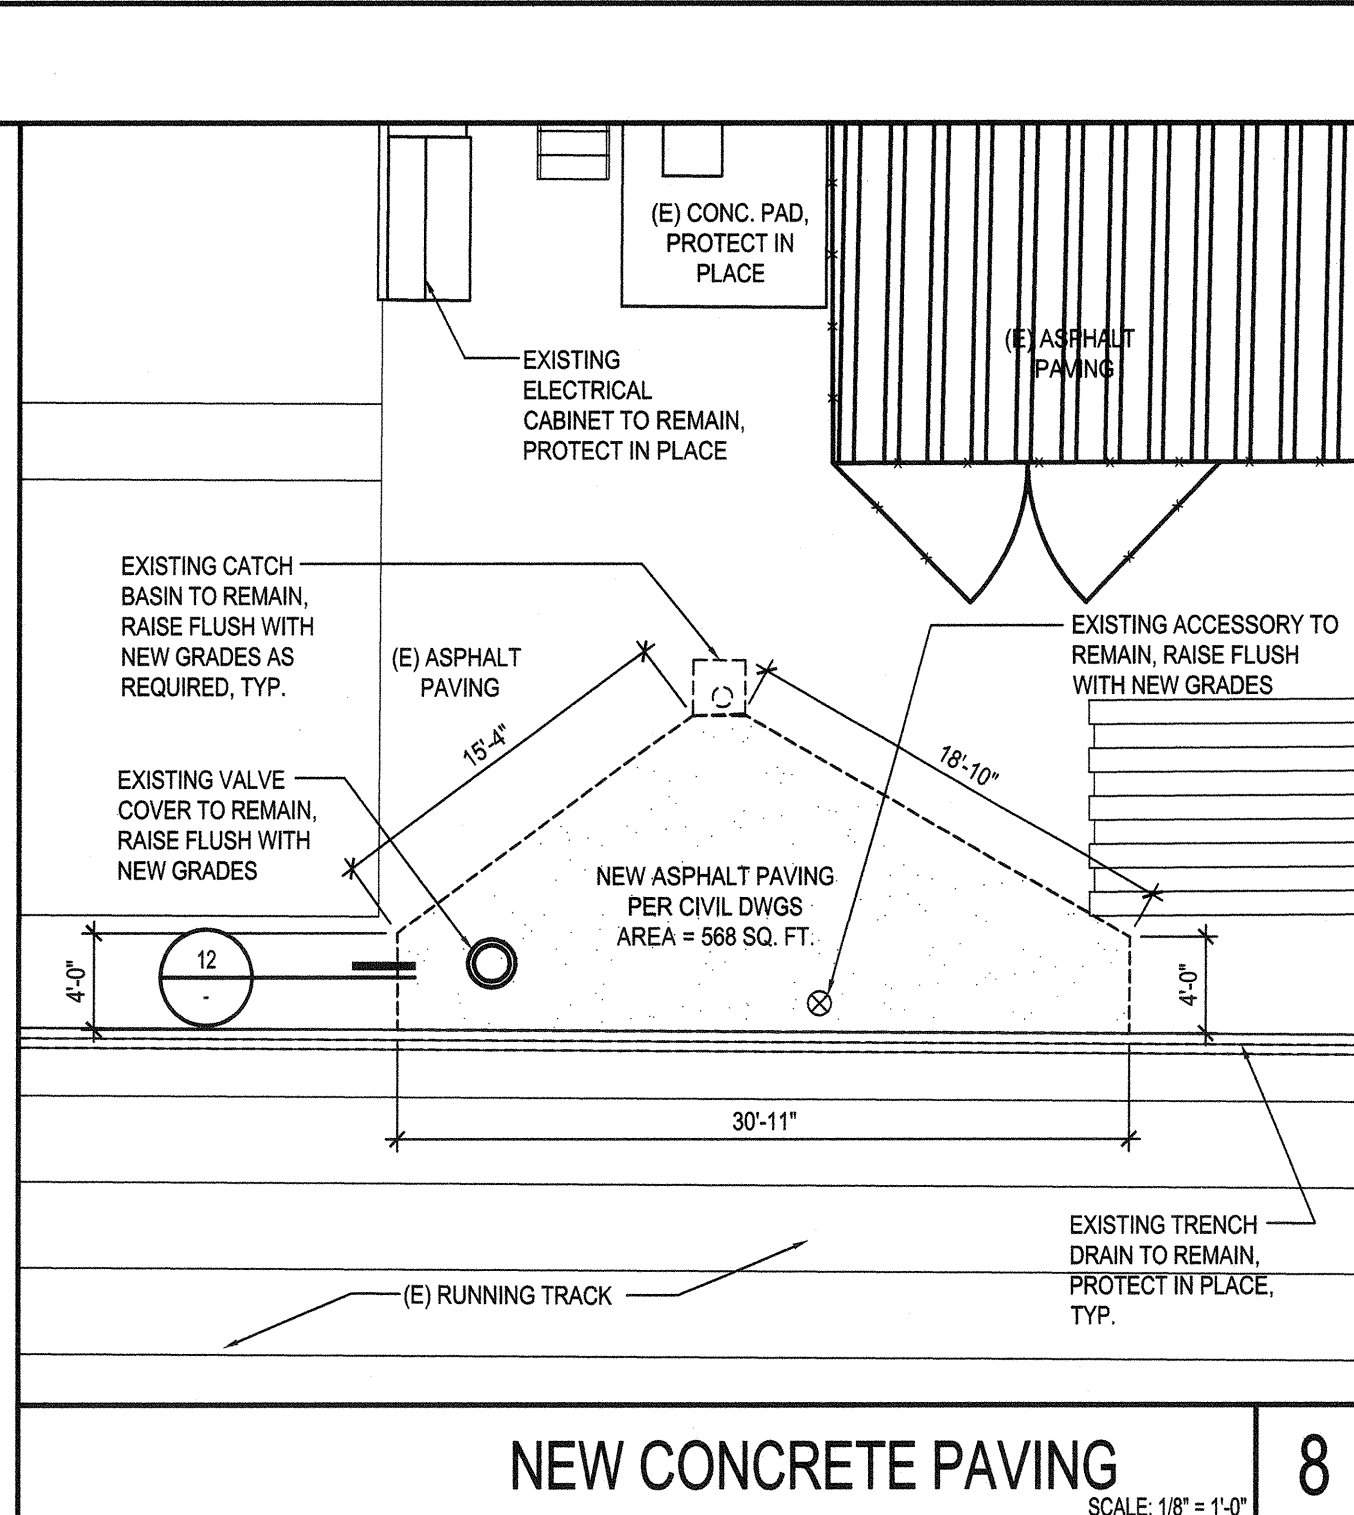 (E) CONC. PAD,
PROTECT IN
PLACE
(E) ASPHALT
PAVING
EXISTING
ELECTRICAL
CABINET TO REMAIN,
PROTECT IN PLACE
EXISTING CATCH
BASIN TO REMAIN,
RAISE FLUSH WITH
NEW GRADES AS
REQUIRED, TYP.
(E) ASPHALT
PAVING
EXISTING ACCESSORY TO
REMAIN, RAISE FLUSH
WITH NEW GRADES
15'-4"
18'-10"
EXISTING VALVE
COVER TO REMAIN,
RAISE FLUSH WITH
NEW GRADES
NEW ASPHALT PAVING
PER CIVIL DWGS
AREA = 568 SQ. FT.
4'-0"
12
-
4'-0"
30'-11"
EXISTING TRENCH
DRAIN TO REMAIN,
PROTECT IN PLACE,
TYP.
(E) RUNNING TRACK
NEW CONCRETE PAVING
8
SCALE: 1/8" = 1'-0"